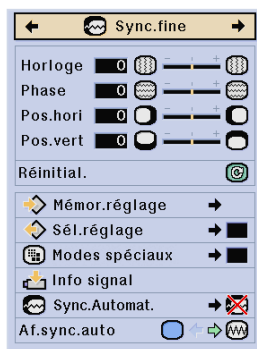 Sync.fine
Horloge 0
Phase 0
Pos.hori 0
Pos.vert 0
Réinitial.
Mémor.réglage
Sél.réglage
Modes spéciaux
Info signal
Sync.Automat.
Af.sync.auto